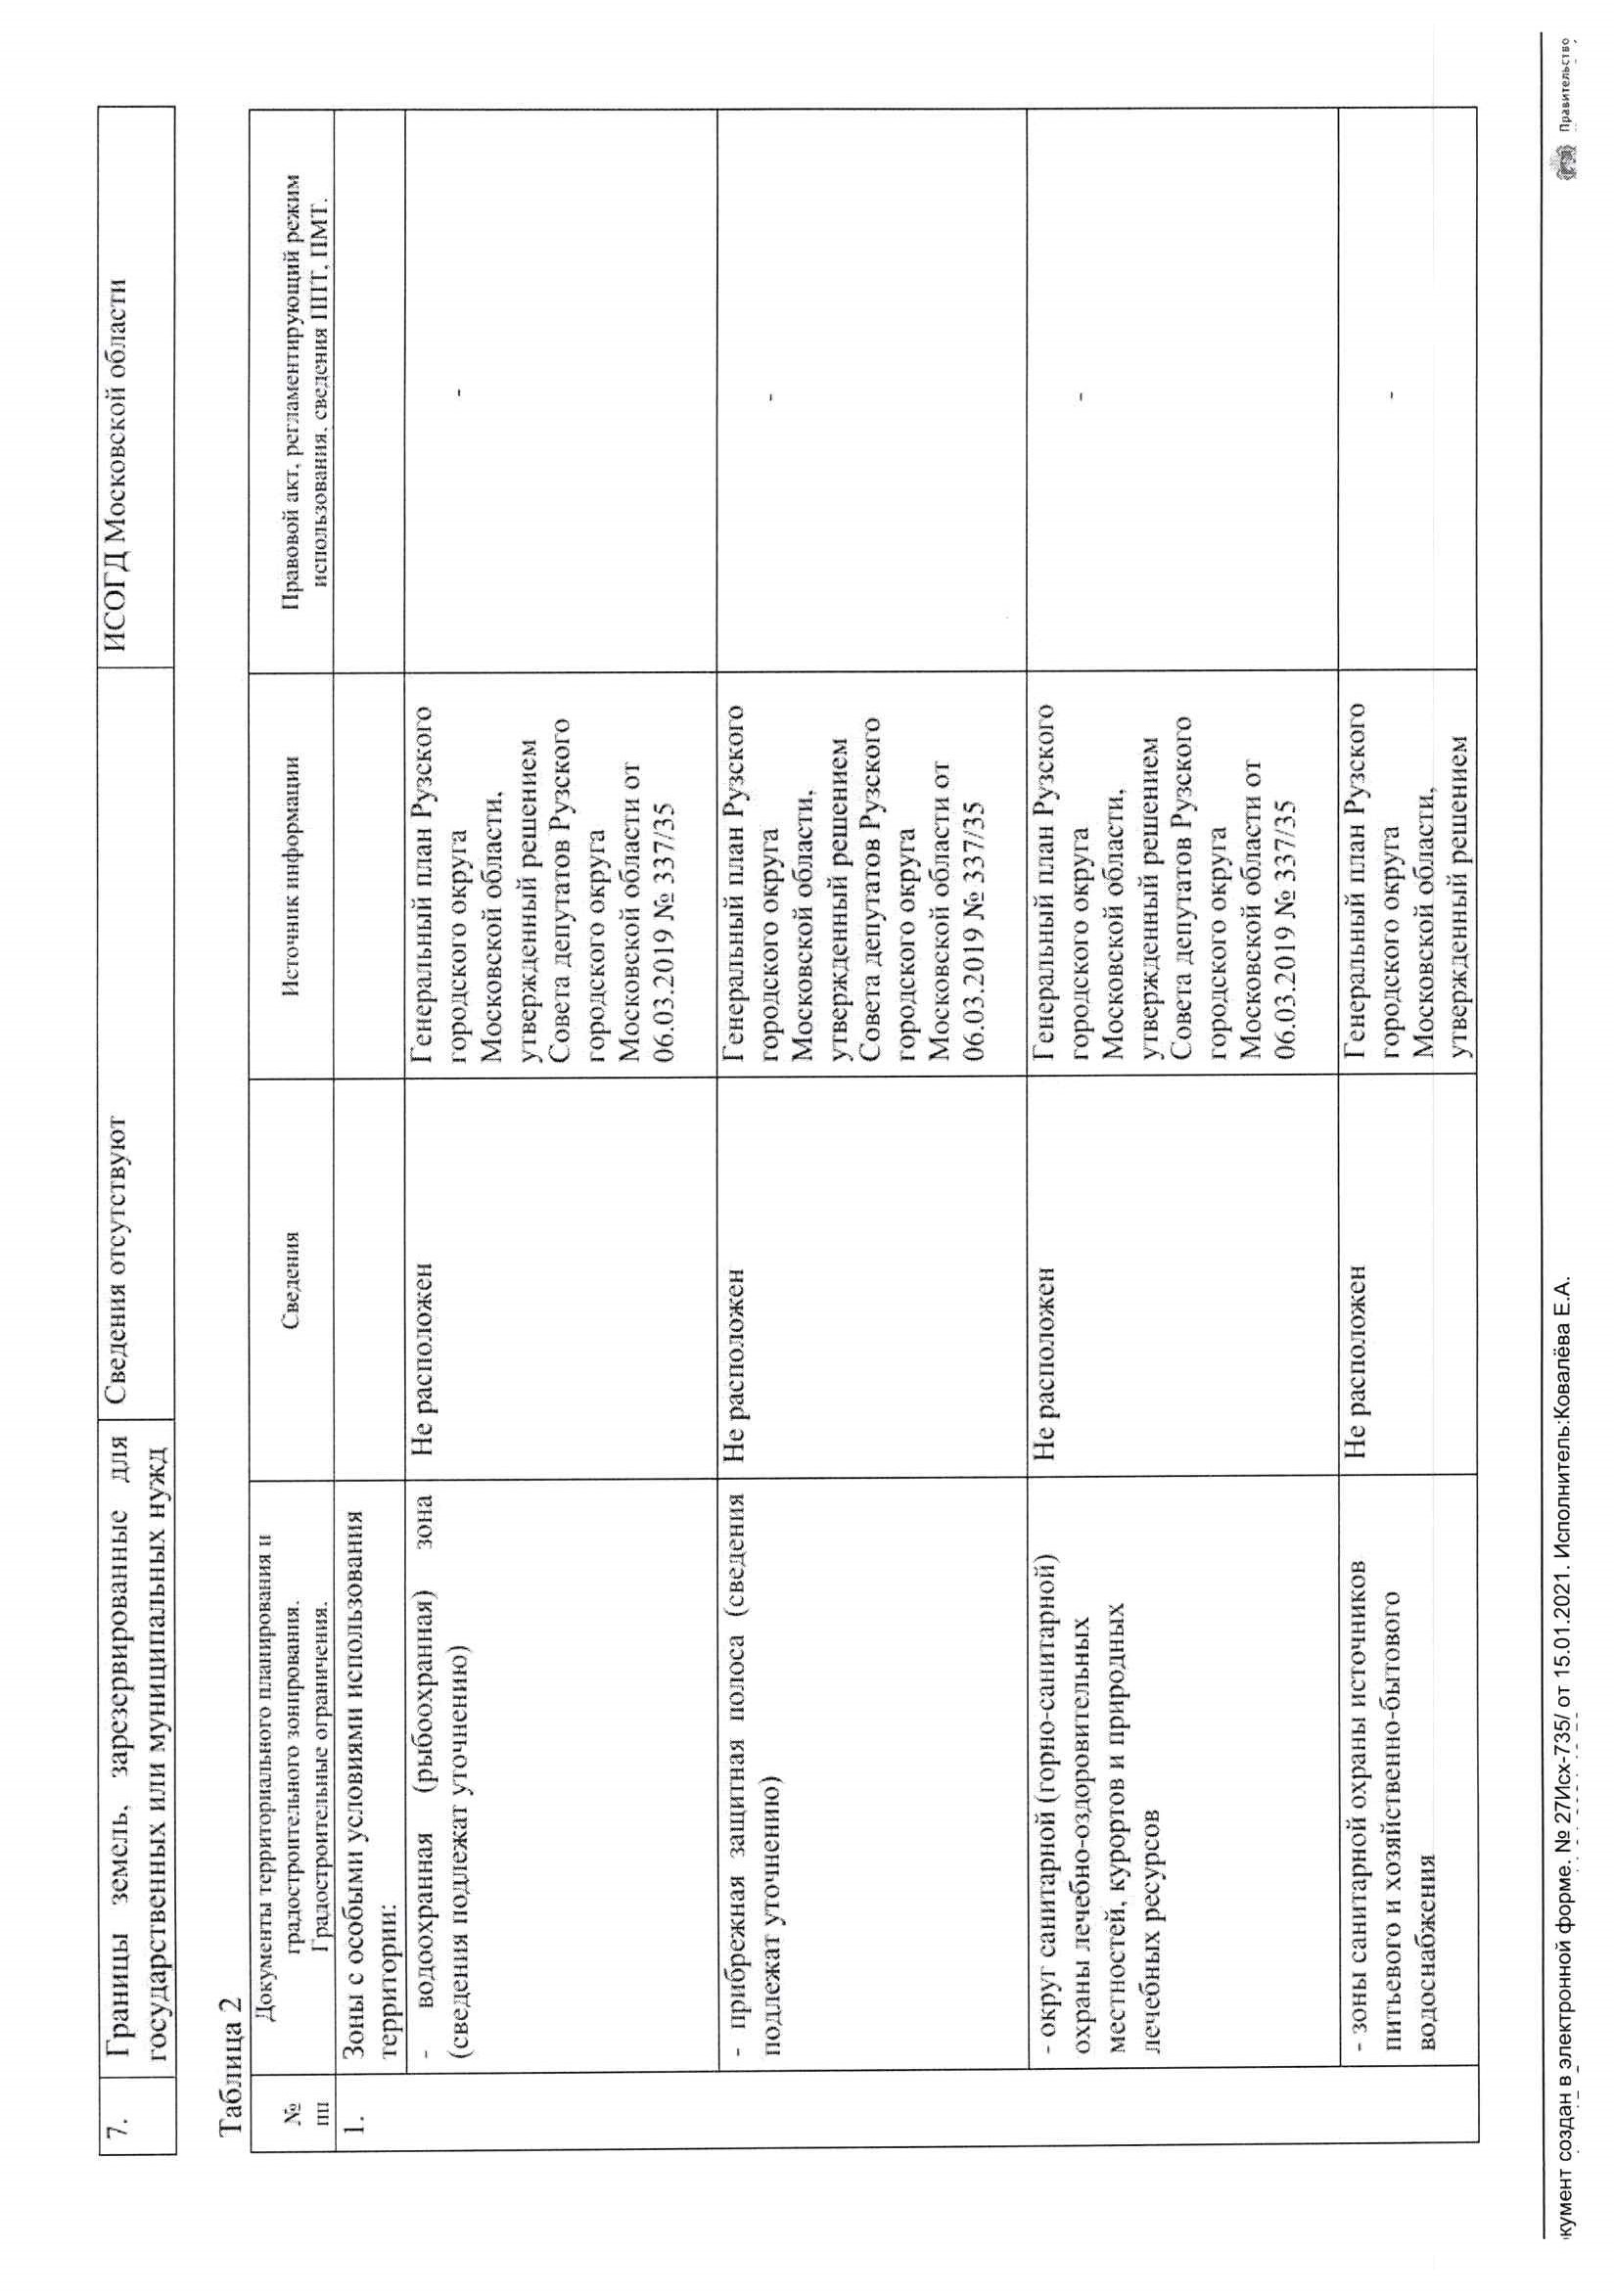 7.
Границы земель, зарезервированные для
государственных или муниципальных нужд
Сведения отсутствуют
ИСОГД Московской области
Таблица 2
№
пп
Документы территориального планирования и
градостроительного зонирования.
Градостроительные ограничения.
Сведения
Источник информации
Правовой акт, регламентирующий режим
использования, сведения ППТ, ПМТ.
1.
Зоны с особыми условиями использования
территории:
- водоохранная (рыбоохранная) зона
(сведения подлежат уточнению)
Не расположен
Генеральный план Рузского
городского округа
Московской области,
утвержденный решением
Совета депутатов Рузского
городского округа
Московской области от
06.03.2019 № 337/35
-
- прибрежная защитная полоса (сведения
подлежат уточнению)
Не расположен
Генеральный план Рузского
городского округа
Московской области,
утвержденный решением
Совета депутатов Рузского
городского округа
Московской области от
06.03.2019 № 337/35
-
- округ санитарной (горно-санитарной)
охраны лечебно-оздоровительных
местностей, курортов и природных
лечебных ресурсов
Не расположен
Генеральный план Рузского
городского округа
Московской области,
утвержденный решением
Совета депутатов Рузского
городского округа
Московской области от
06.03.2019 № 337/35
-
- зоны санитарной охраны источников
питьевого и хозяйственно-бытового
водоснабжения
Не расположен
Генеральный план Рузского
городского округа
Московской области,
утвержденный решением
-
кумент создан в электронной форме. № 27Исх-735/ от 15.01.2021. Исполнитель:Ковалёва Е.А.
Правительство